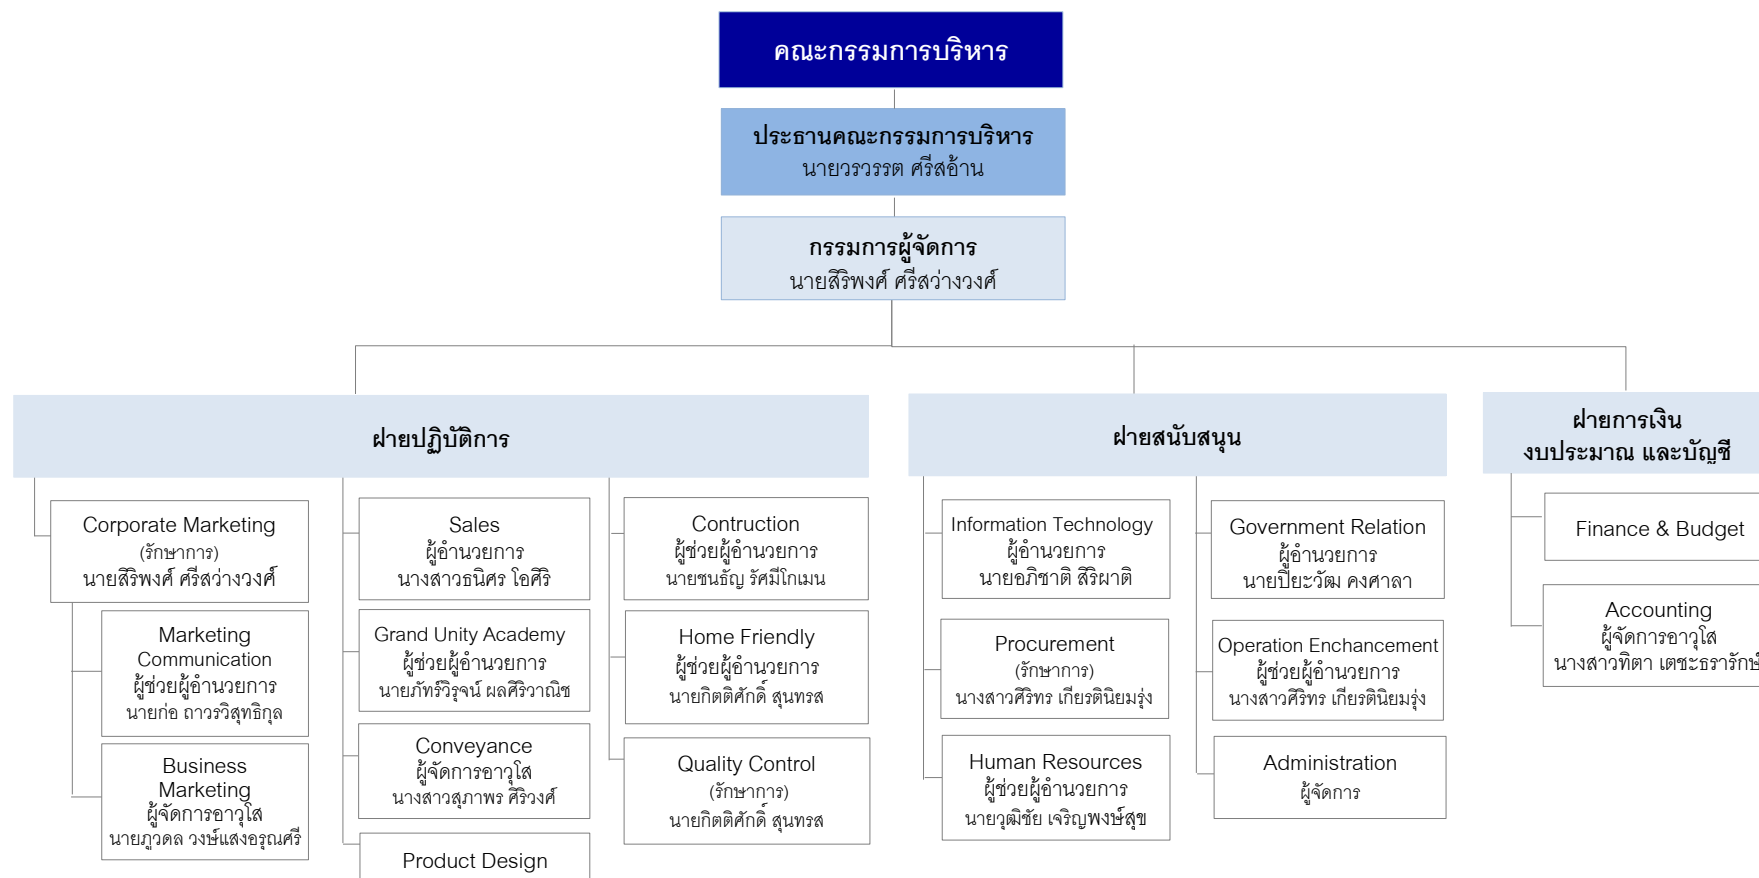 คณะกรรมการบริหาร
ประธานคณะกรรมการบริหาร
นายวรวรรต ศรีสอ้าน
กรรมการผู้จัดการ
นายสิริพงศ์ ศรีสว่างวงศ์
ฝ่ายปฏิบัติการ
Corporate Marketing
(รักษาการ)
นายสิริพงศ์ ศรีสว่างวงศ์
Marketing
Communication
ผู้ช่วยผู้อำนวยการ
นายก่อ ถาวรวิสุทธิกุล
Business
Marketing
ผู้จัดการอาวุโส
นายภูวดล วงษ์แสงอรุณศรี
Sales
ผู้อำนวยการ
นางสาวธนิศร โอศิริ
Grand Unity Academy
ผู้ช่วยผู้อำนวยการ
นายภัทร์วิรุจน์ ผลศิริวาณิช
Conveyance
ผู้จัดการอาวุโส
นางสาวสุภาพร ศิริวงศ์
Product Design
Contruction
ผู้ช่วยผู้อำนวยการ
นายชนธัญ รัศมีโกเมน
Home Friendly
ผู้ช่วยผู้อำนวยการ
นายกิตติศักดิ์ สุนทรส
Quality Control
(รักษาการ)
นายกิตติศักดิ์ สุนทรส
ฝ่ายสนับสนุน
Information Technology
ผู้อำนวยการ
นายอภิชาติ สิริผาติ
Procurement
(รักษาการ)
นางสาวศิริทร เกียรตินิยมรุ่ง
Human Resources
ผู้ช่วยผู้อำนวยการ
นายวุฒิชัย เจริญพงษ์สุข
Government Relation
ผู้อำนวยการ
นายปิยะวัฒ คงศาลา
Operation Enchancement
ผู้ช่วยผู้อำนวยการ
นางสาวศิริทร เกียรตินิยมรุ่ง
Administration
ผู้จัดการ
ฝ่ายการเงิน
งบประมาณ และบัญชี
Finance & Budget
Accounting
ผู้จัดการอาวุโส
นางสาวทิตา เตชะธรารักษ์